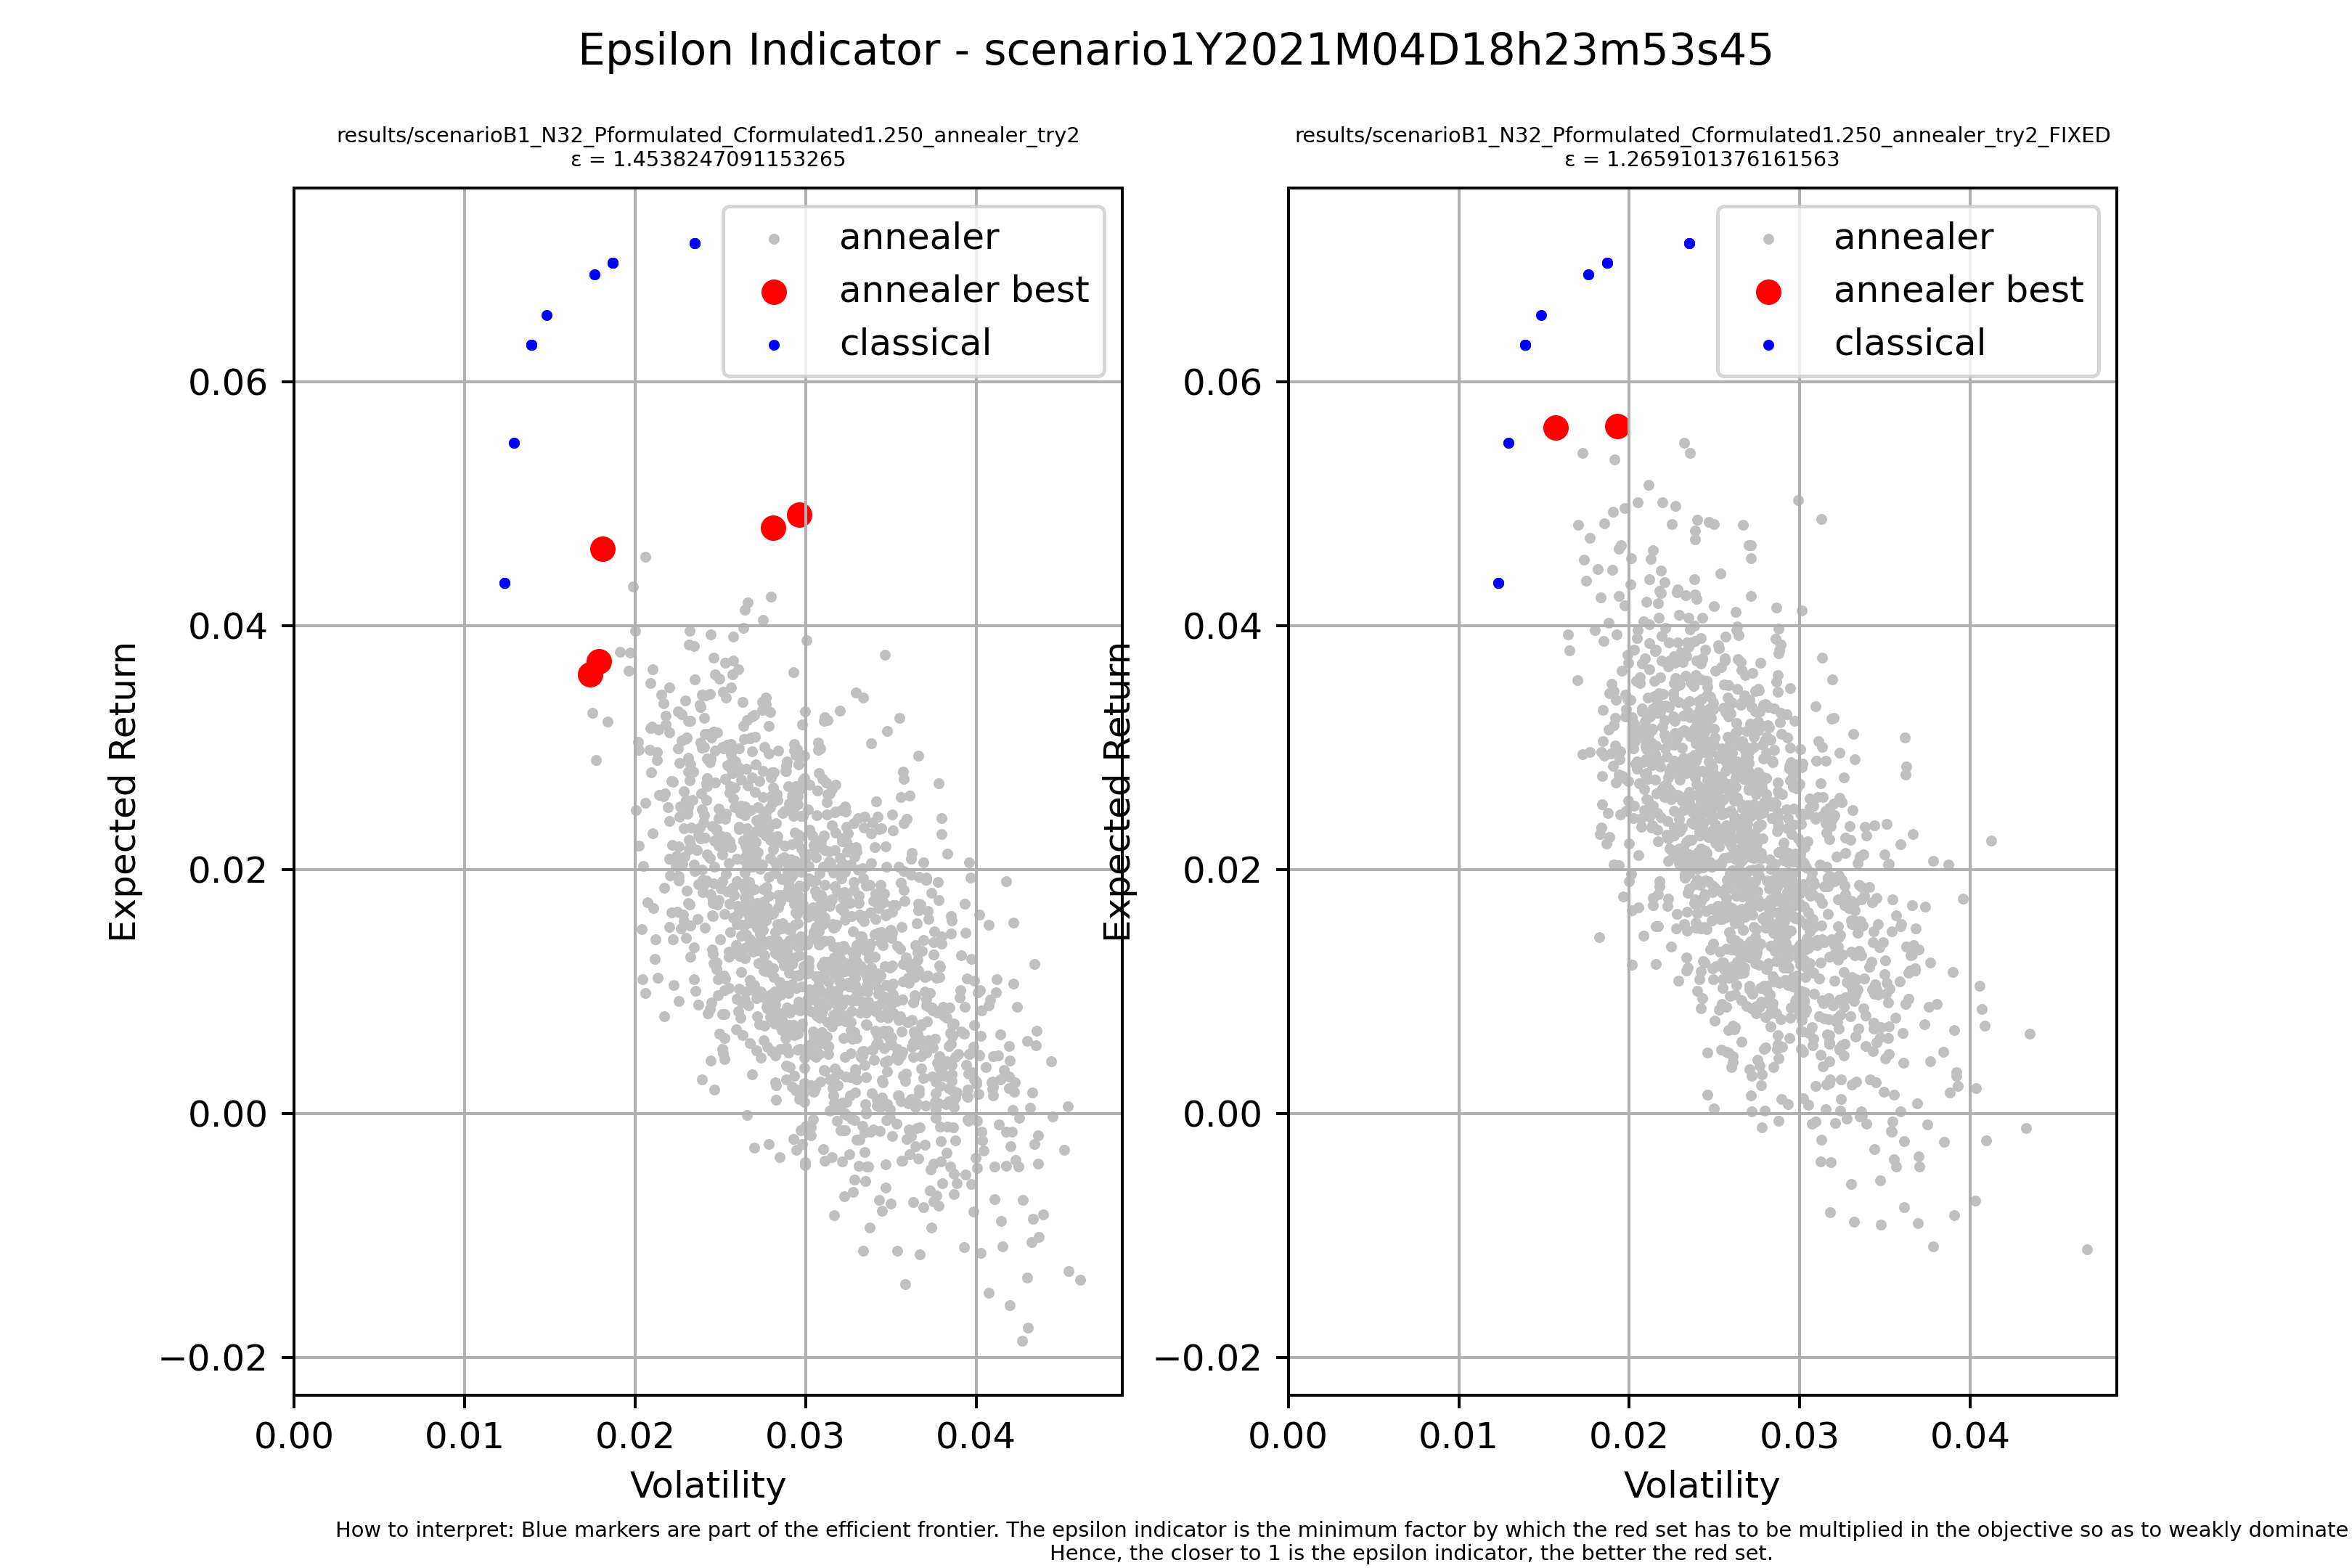 Epsilon Indicator - scenario1Y2021M04D18h23m53s45
results/scenarioB1_N32_Pformulated_Cformulated1.250_annealer_try2
ε = 1.4538247091153265
annealer
annealer best
classical
0.06
0.04
0.02
0.00
−0.02
Expected Return
0.00 0.01 0.02 0.03 0.04
Volatility
results/scenarioB1_N32_Pformulated_Cformulated1.250_annealer_try2_FIXED
ε = 1.2659101376161563
annealer
annealer best
classical
0.06
0.04
0.02
0.00
−0.02
Expected Return
0.00 0.01 0.02 0.03 0.04
Volatility
How to interpret: Blue markers are part of the efficient frontier. The epsilon indicator is the minimum factor by which the red set has to be multiplied in the objective so as to weakly dominate
Hence, the closer to 1 is the epsilon indicator, the better the red set.